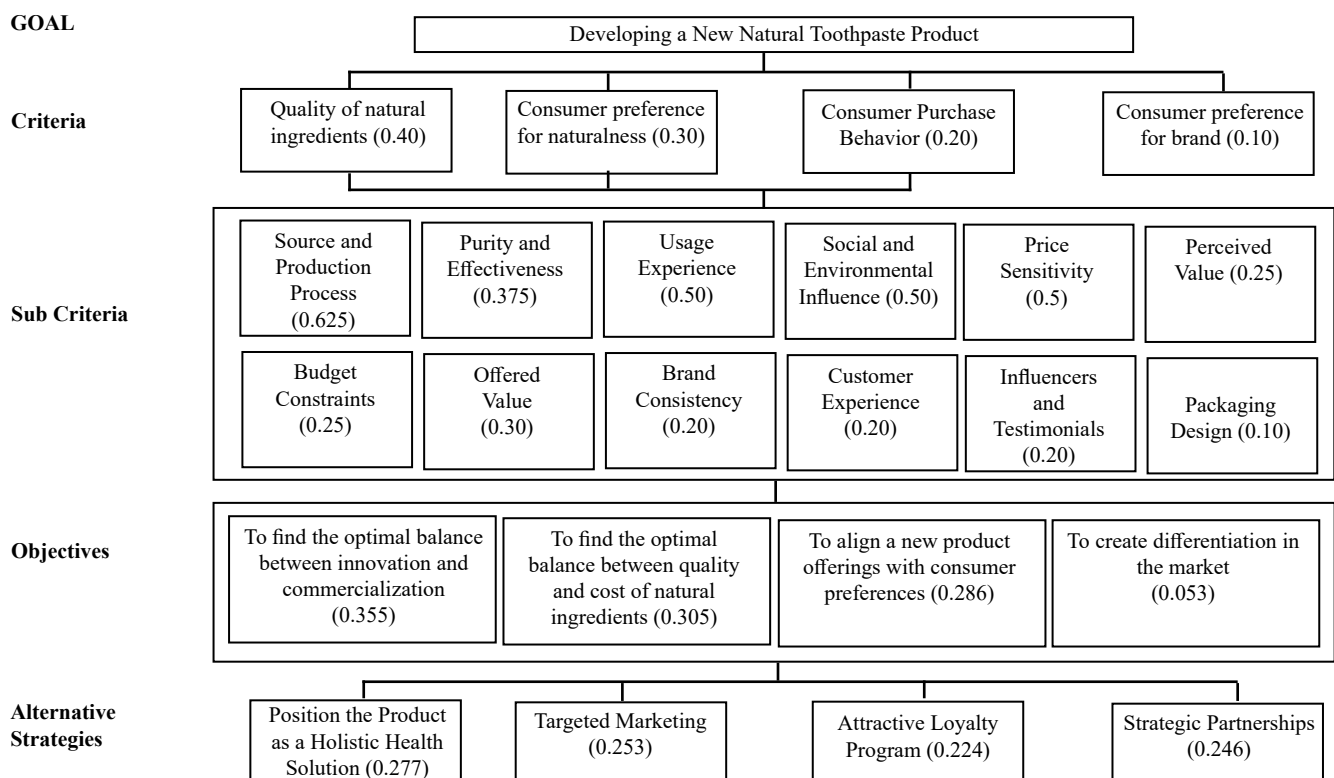 GOAL
Developing a New Natural Toothpaste Product
Criteria
Quality of natural
ingredients (0.40)
Consumer preference
for naturalness (0.30)
Consumer Purchase
Behavior (0.20)
Consumer preference
for brand (0.10)
Sub Criteria
Source and
Production
Process
(0.625)
Purity and
Effectiveness
(0.375)
Usage
Experience
(0.50)
Social and
Environmental
Influence (0.50)
Price
Sensitivity
(0.5)
Perceived
Value (0.25)
Budget
Constraints
(0.25)
Offered
Value
(0.30)
Brand
Consistency
(0.20)
Customer
Experience
(0.20)
Influencers
and
Testimonials
(0.20)
Packaging
Design (0.10)
Objectives
To find the optimal balance
between innovation and
commercialization
(0.355)
To find the optimal
balance between quality
and cost of natural
ingredients (0.305)
To align a new product
offerings with consumer
preferences (0.286)
To create differentiation in
the market
(0.053)
Alternative
Strategies
Position the Product
as a Holistic Health
Solution (0.277)
Targeted Marketing
(0.253)
Attractive Loyalty
Program (0.224)
Strategic Partnerships
(0.246)